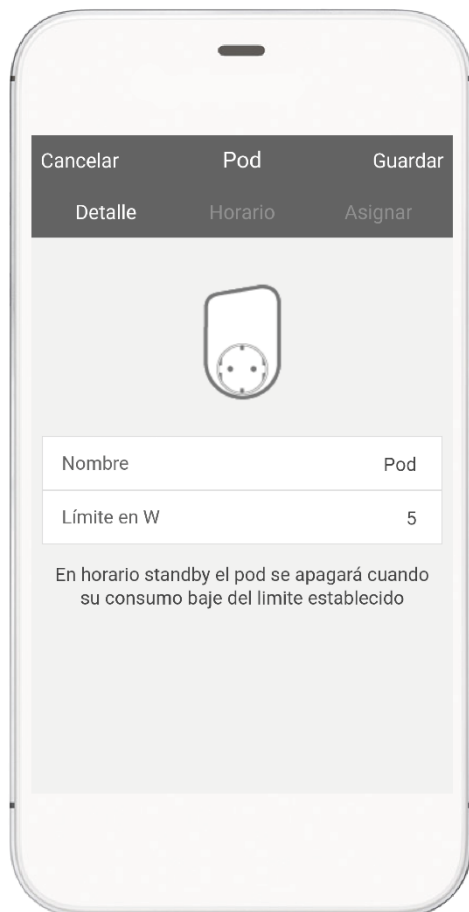 Cancelar Pod Guardar
Detalle Horario Asignar
Nombre Pod
Límite en W 5
En horario standby el pod se apagará cuando
su consumo baje del limite establecido